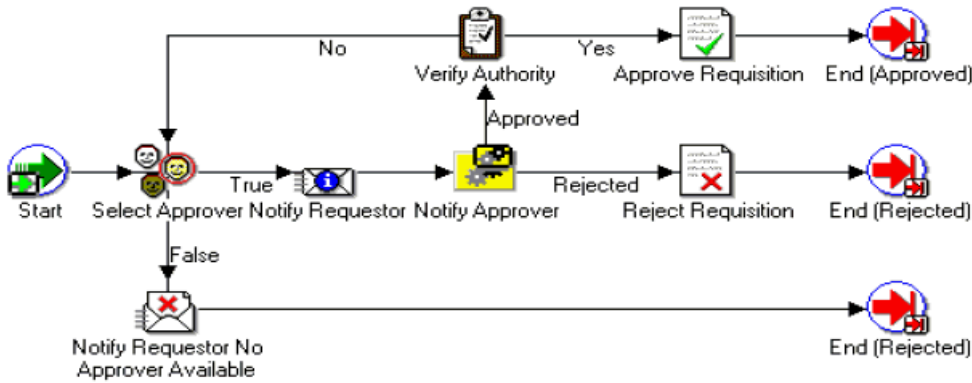 No
Yes
Verify Authority
Approve Requisition
End (Approved)
Approved
True
Rejected
Start
Select Approver
Notify Requestor
Notify Approver
Reject Requisition
End (Rejected)
False
Notify Requestor No
Approver Available
End (Rejected)